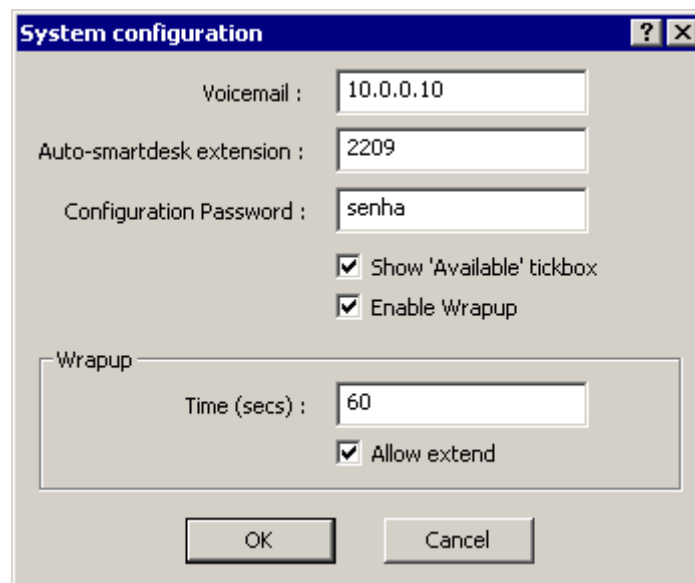 System configuration
Voicemail : 10.0.0.10
Auto-smartdesk extension : 2209
Configuration Password : senha
Show 'Available' tickbox
Enable Wrapup
Wrapup
Time (secs) : 60
Allow extend
OK Cancel